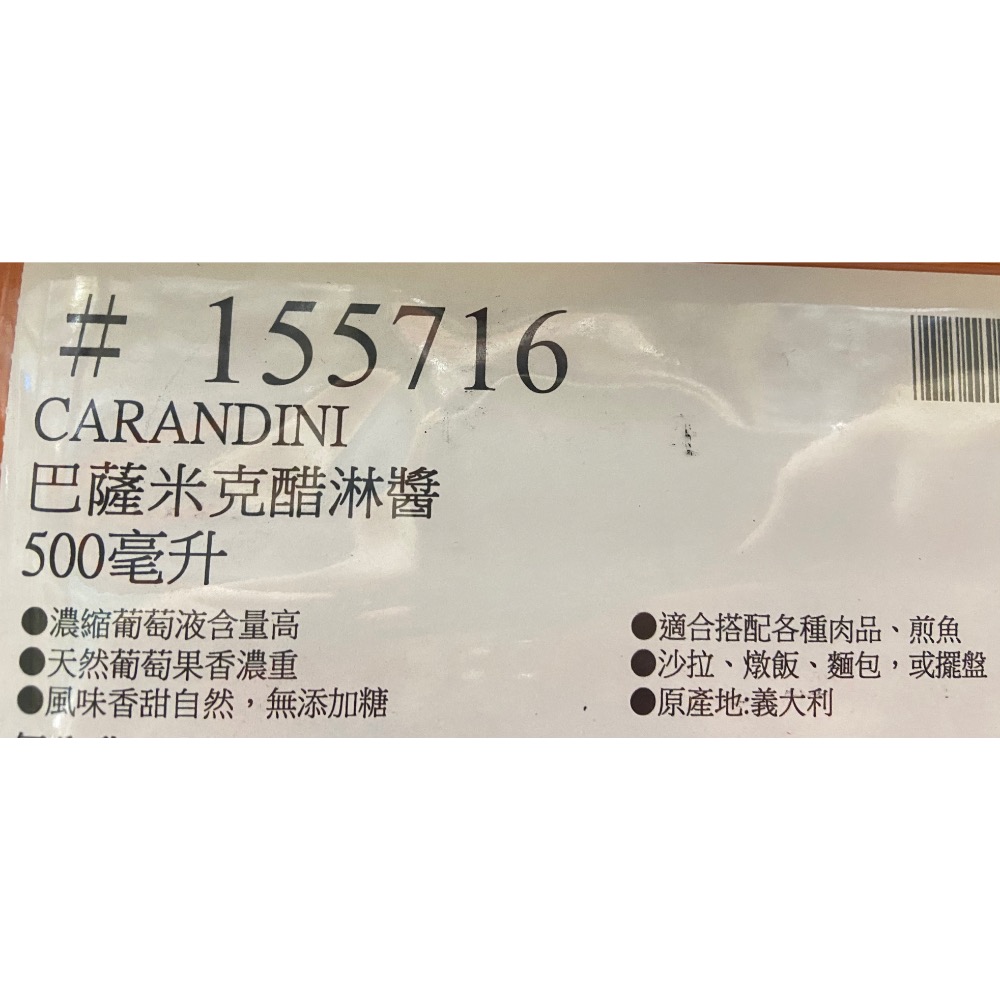 # 155716
CARANDINI
巴薩米克醋淋醬
500毫升
●濃縮葡萄液含量高
●天然葡萄果香濃重
●風味香甜自然，無添加糖
●適合搭配各種肉品、煎魚
●沙拉、燉飯、麵包，或擺盤
●原產地:義大利